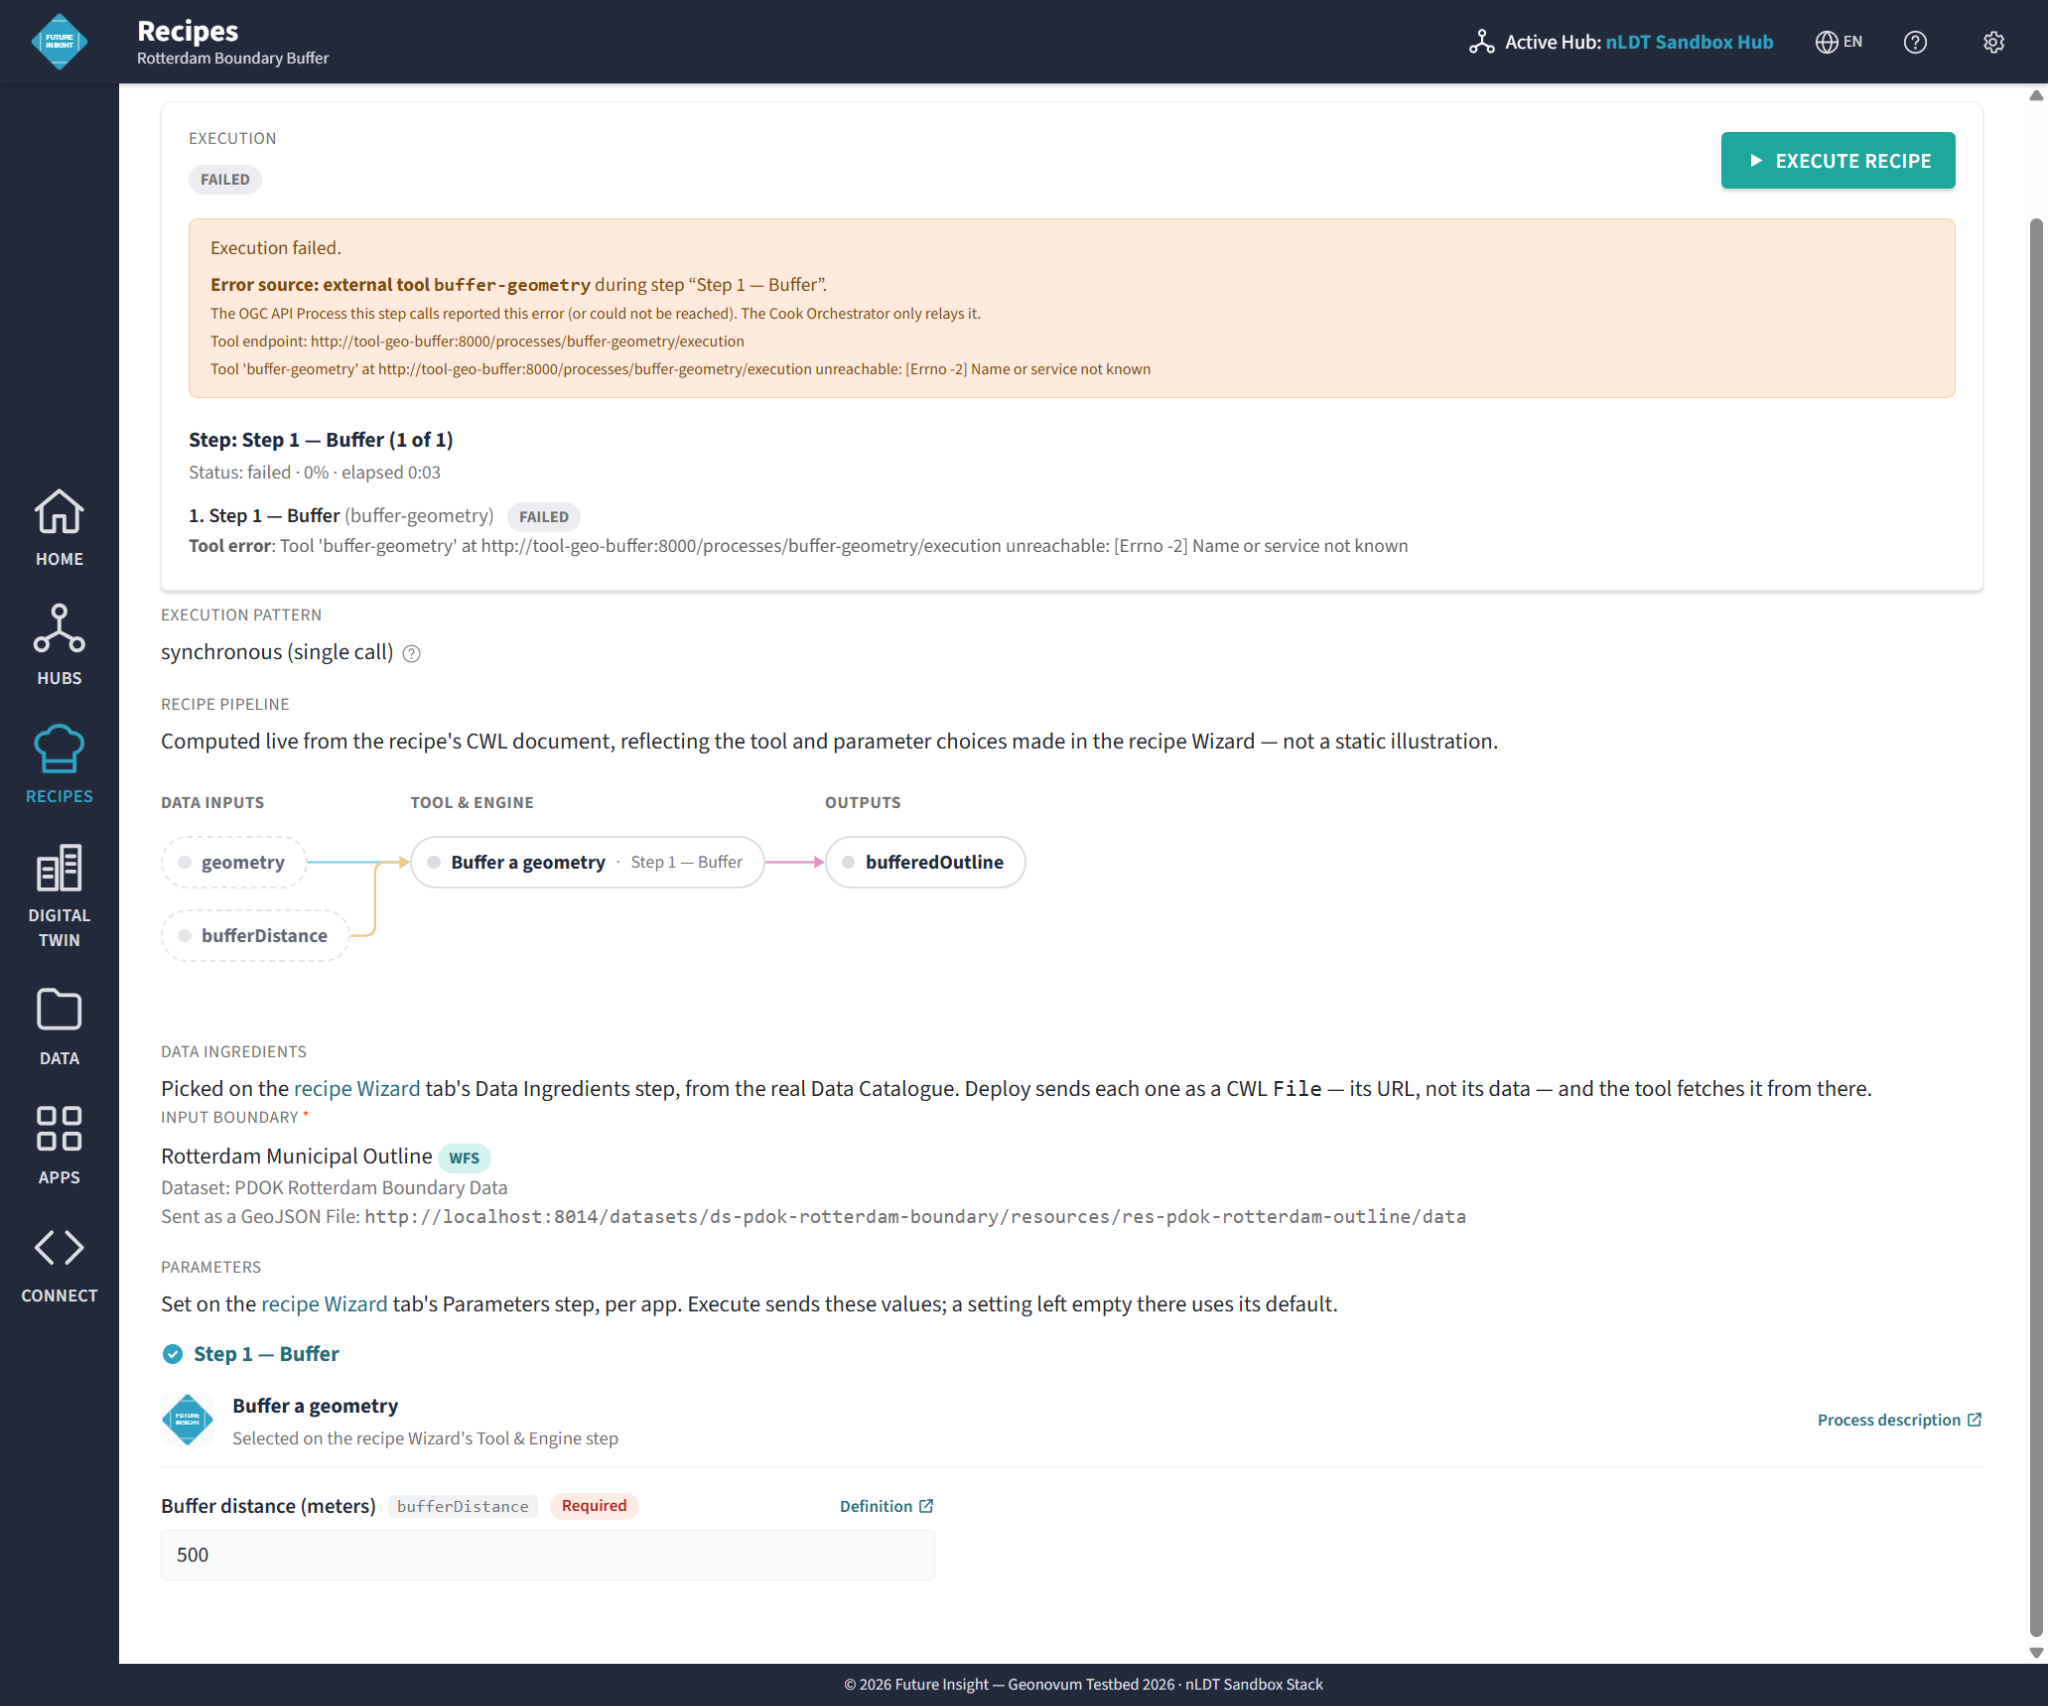 FUTURE
INSIGHT
Recipes
Rotterdam Boundary Buffer
Active Hub: nLDT Sandbox Hub
EN
HOME
HUBS
RECIPES
DIGITAL
TWIN
DATA
APPS
CONNECT
EXECUTION
FAILED
EXECUTE RECIPE
Execution failed.
Error source: external tool buffer-geometry during step “Step 1 — Buffer”.
The OGC API Process this step calls reported this error (or could not be reached). The Cook Orchestrator only relays it.
Tool endpoint: http://tool-geo-buffer:8000/processes/buffer-geometry/execution
Tool 'buffer-geometry' at http://tool-geo-buffer:8000/processes/buffer-geometry/execution unreachable: [Errno -2] Name or service not known
Step: Step 1 — Buffer (1 of 1)
Status: failed · 0% · elapsed 0:03
1. Step 1 — Buffer (buffer-geometry) FAILED
Tool error: Tool 'buffer-geometry' at http://tool-geo-buffer:8000/processes/buffer-geometry/execution unreachable: [Errno -2] Name or service not known
EXECUTION PATTERN
synchronous (single call) ?
RECIPE PIPELINE
Computed live from the recipe's CWL document, reflecting the tool and parameter choices made in the recipe Wizard — not a static illustration.
DATA INPUTS TOOL & ENGINE OUTPUTS
geometry Buffer a geometry · Step 1 — Buffer bufferedOutline
bufferDistance
DATA INGREDIENTS
Picked on the recipe Wizard tab's Data Ingredients step, from the real Data Catalogue. Deploy sends each one as a CWL File — its URL, not its data — and the tool fetches it from there.
INPUT BOUNDARY *
Rotterdam Municipal Outline WFS
Dataset: PDOK Rotterdam Boundary Data
Sent as a GeoJSON File: http://localhost:8014/datasets/ds-pdok-rotterdam-boundary/resources/res-pdok-rotterdam-outline/data
PARAMETERS
Set on the recipe Wizard tab's Parameters step, per app. Execute sends these values; a setting left empty there uses its default.
Step 1 — Buffer
FUTURE
INSIGHT
Buffer a geometry
Selected on the recipe Wizard's Tool & Engine step
Process description
Buffer distance (meters) bufferDistance Required Definition
500
© 2026 Future Insight — Geonovum Testbed 2026 · nLDT Sandbox Stack